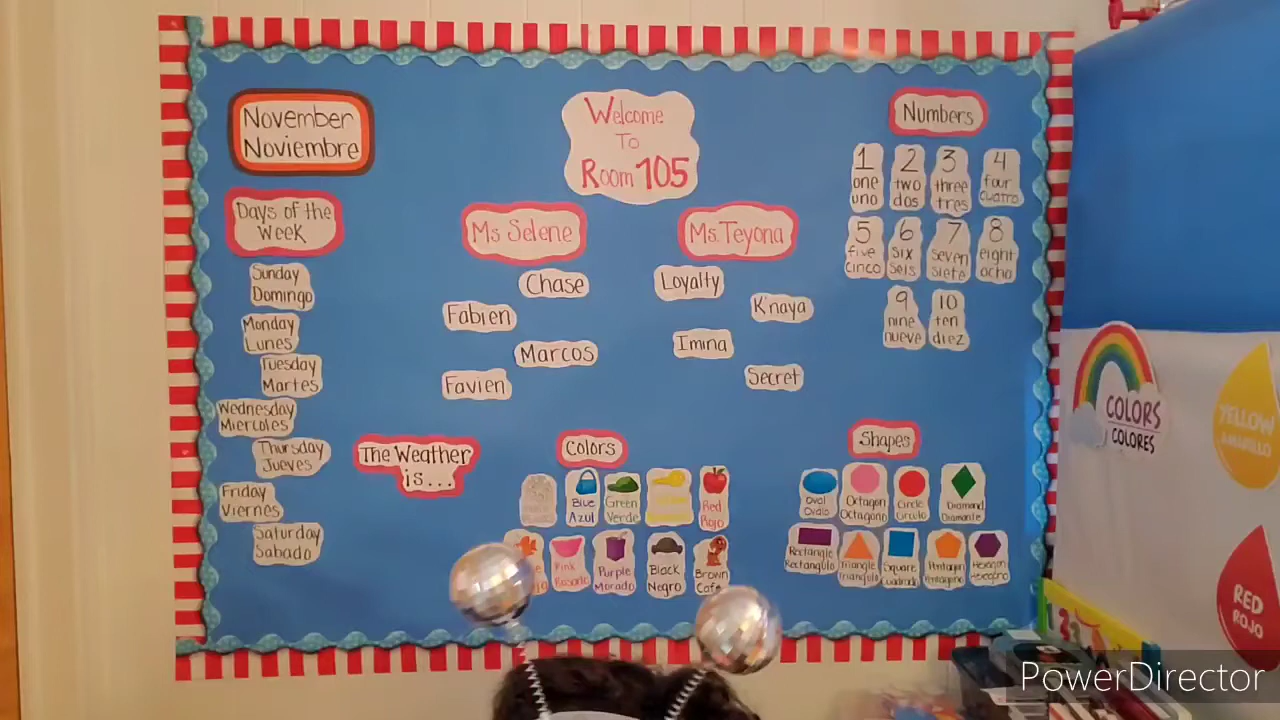 November
Noviembre
Welcome
To
Room 105
Numbers
1
one
uno
2
two
dos
3
three
tres
4
four
cuatro
5
five
cinco
6
six
seis
7
seven
siete
8
eight
ocho
9
nine
nueve
10
ten
diez
Days of the
Week
Sunday
Domingo
Monday
Lunes
Tuesday
Martes
Wednesday
Miercoles
Thursday
Jueves
Friday
Viernes
Saturday
Sabado
Ms Selene
Chase
Fabien
Marcos
Favien
Ms. Teyona
Loyalty
K'naya
Imina
Secret
The Weather
is...
Colors
Blue
Azul
Green
Verde
Red
Rojo
Pink
Rosado
Purple
Morado
Black
Negro
Brown
Cafe
Shapes
Oval
Ovalo
Octagon
Octagono
Circle
Circulo
Diamond
Diamante
Rectangle
Rectangulo
Triangle
Triangulo
Square
Cuadrado
Pentagon
Pentagono
Hexagon
Hexagono
COLORS
COLORES
YELLOW
AMARILLO
RED
ROJO
PowerDirector